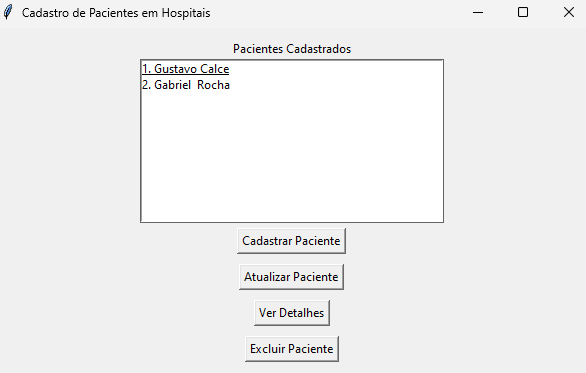 Cadastro de Pacientes em Hospitais
Pacientes Cadastrados
1. Gustavo Calce
2. Gabriel  Rocha
Cadastrar Paciente
Atualizar Paciente
Ver Detalhes
Excluir Paciente